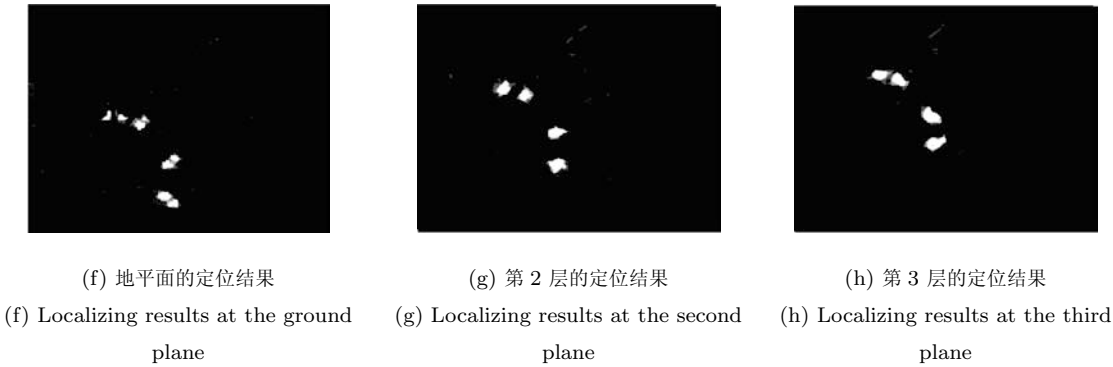 (f) 地平面的定位结果
(g) 第 2 层的定位结果
(h) 第 3 层的定位结果
(f) Localizing results at the ground
plane
(g) Localizing results at the second
plane
(h) Localizing results at the third
plane